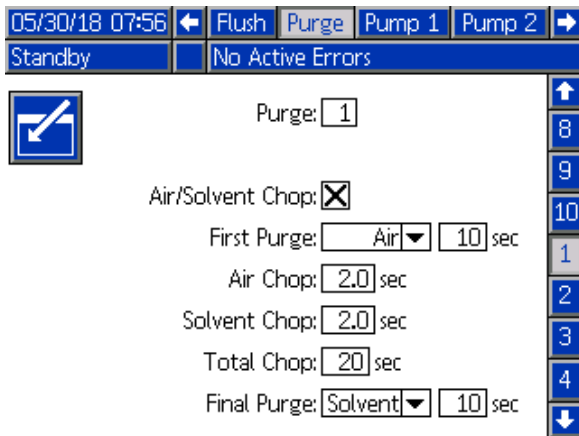 05/30/18 07:56 Flush Purge Pump 1 Pump 2
Standby No Active Errors
Purge: 1
8
9
Air/Solvent Chop: X
10
First Purge: Air 10 sec
1
Air Chop: 2.0 sec
2
Solvent Chop: 2.0 sec
3
Total Chop: 20 sec
4
Final Purge: Solvent 10 sec